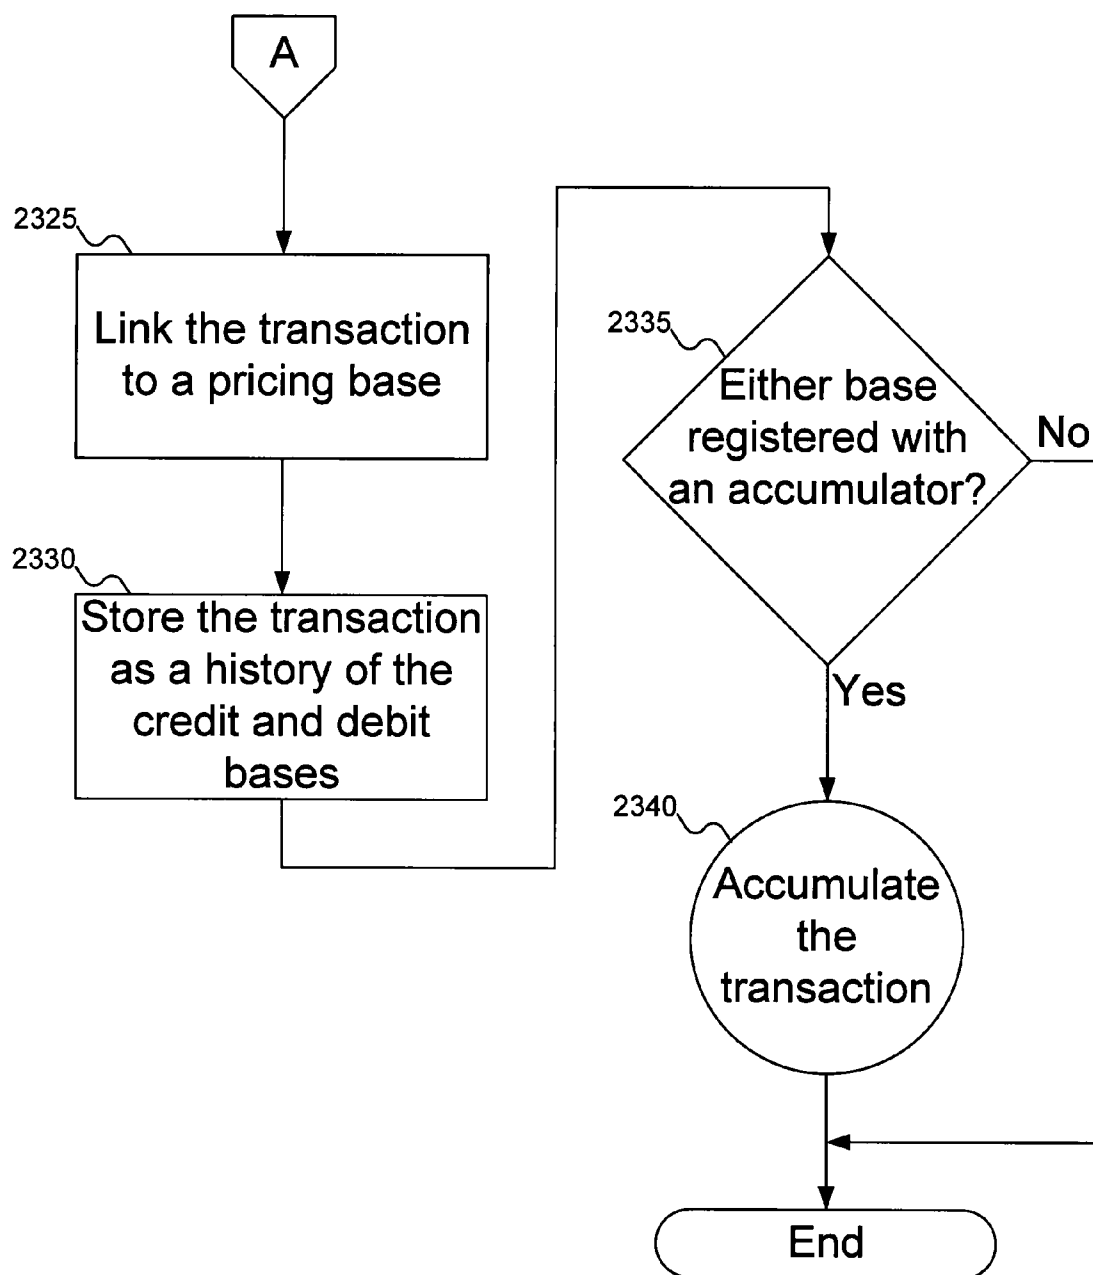 A
2325
Link the transaction
to a pricing base
2330
Store the transaction
as a history of the
credit and debit
bases
2335
Either base
registered with
an accumulator?
No
Yes
2340
Accumulate
the
transaction
End